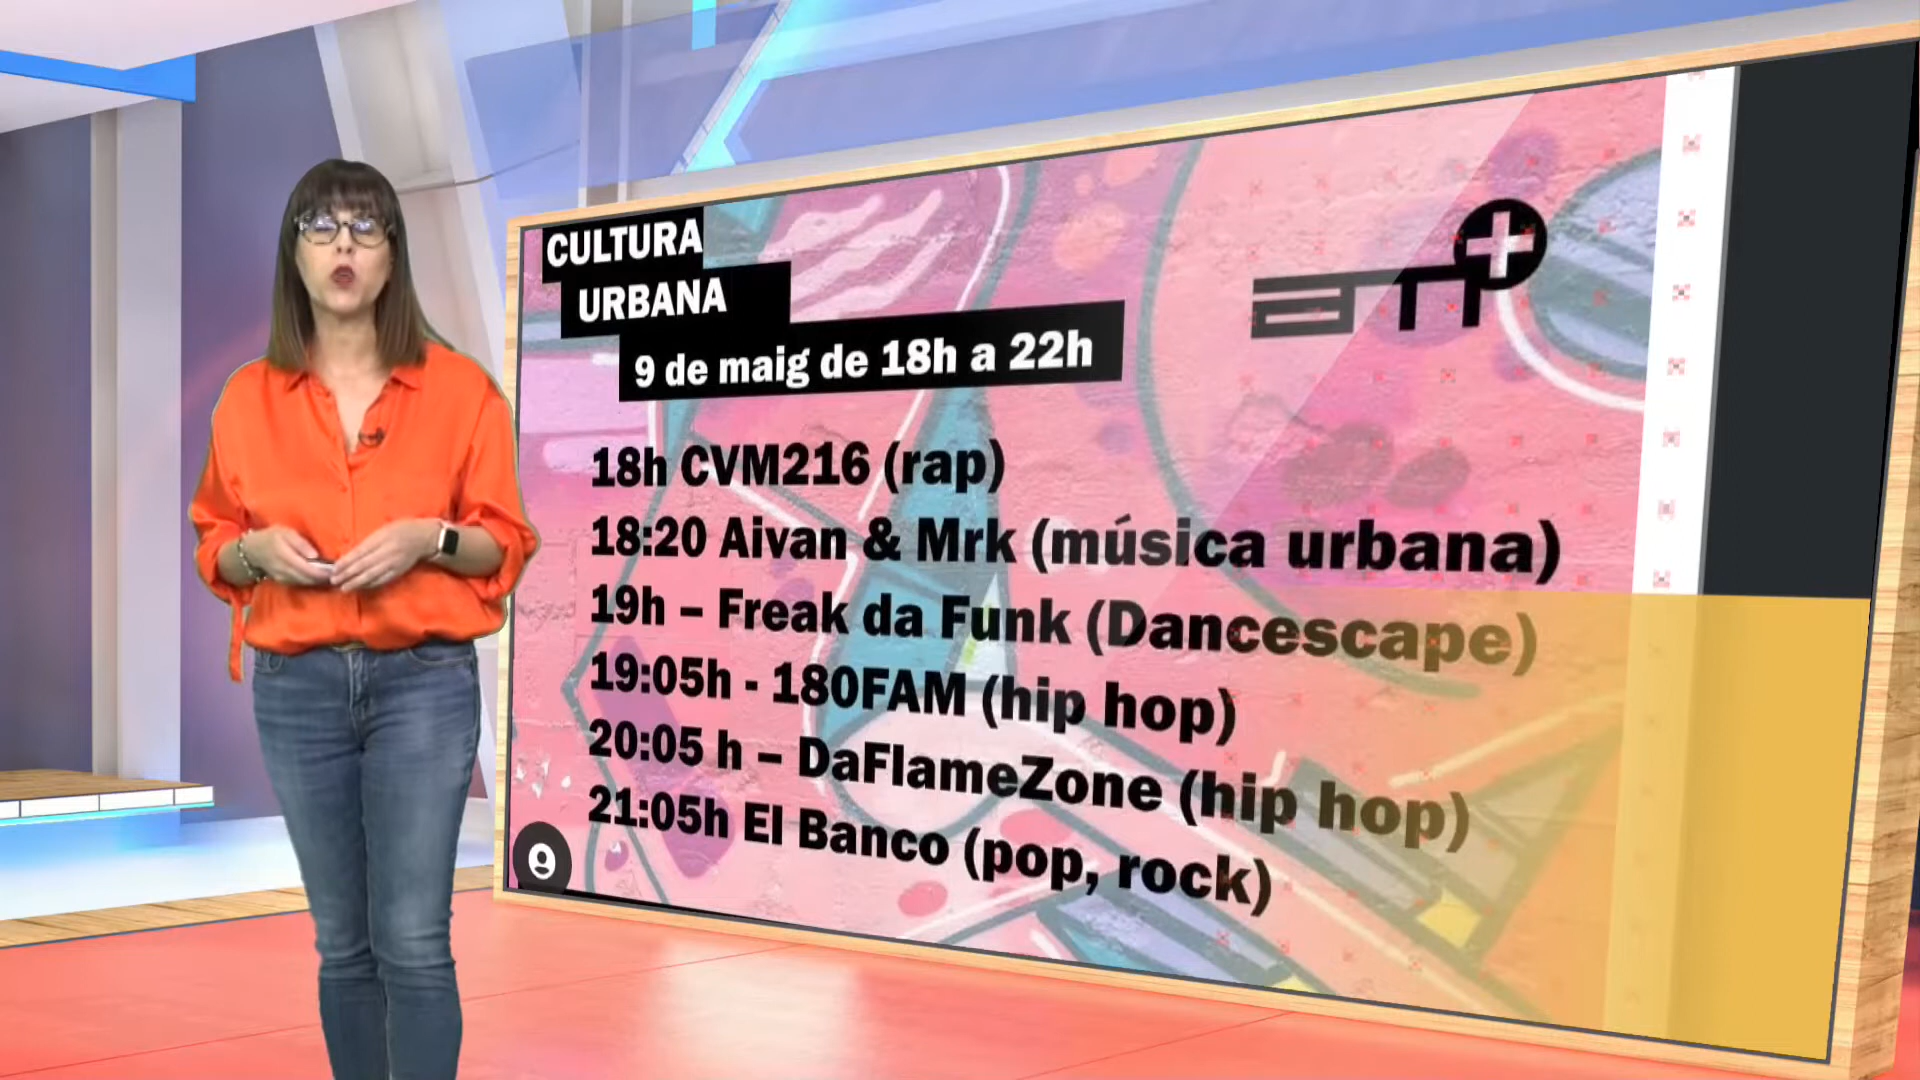 CULTURA
URBANA
9 de maig de 18h a 22h
am+
18h CVM216 (rap)
18:20 Aivan & Mrk (música urbana)
19h – Freak da Funk (Dancescape)
19:05h - 180FAM (hip hop)
20:05 h – DaFlameZone (hip hop)
21:05h El Banco (pop, rock)